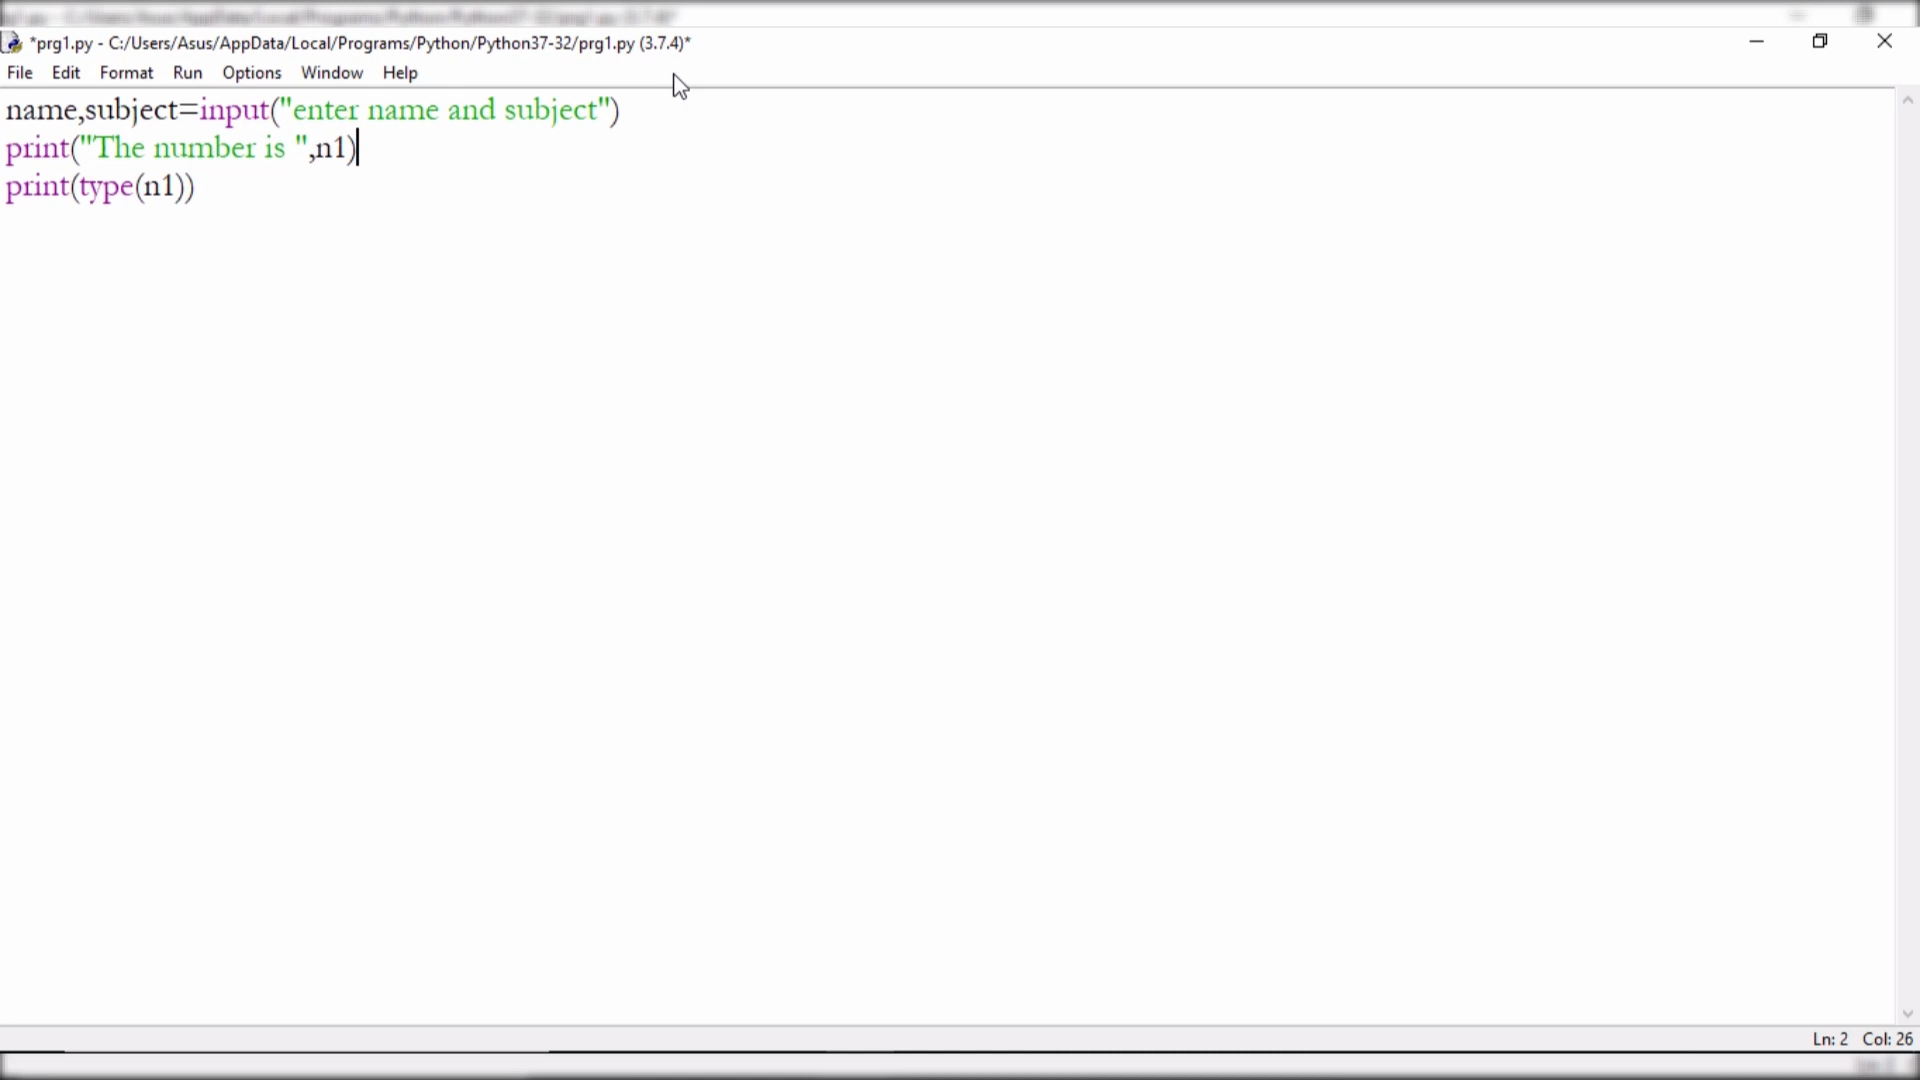 *prg1.py - C:/Users/Asus/AppData/Local/Programs/Python/Python37-32/prg1.py (3.7.4)*
File Edit Format Run Options Window Help
name,subject=input("enter name and subject")
print("The number is ",n1)
print(type(n1))
Ln: 2 Col: 26